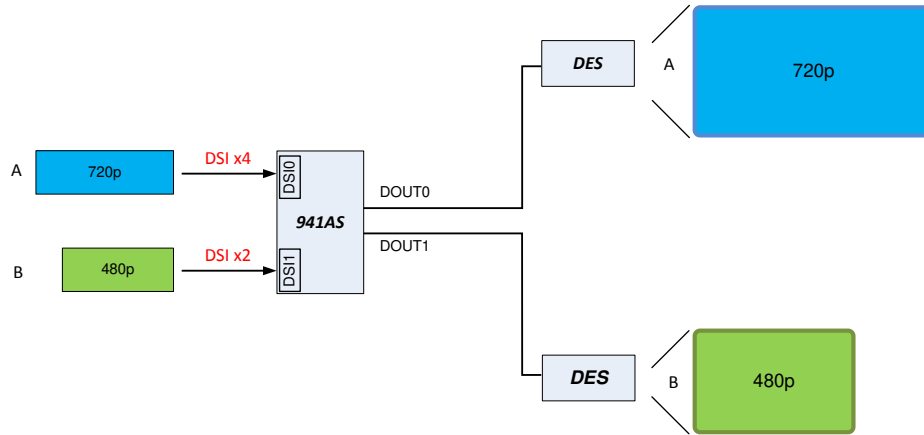 DES
A
720p
A
720p
DSI x4
DSI0
941AS
DOUT0
DOUT1
B
480p
DSI x2
DSI1
DES
B
480p